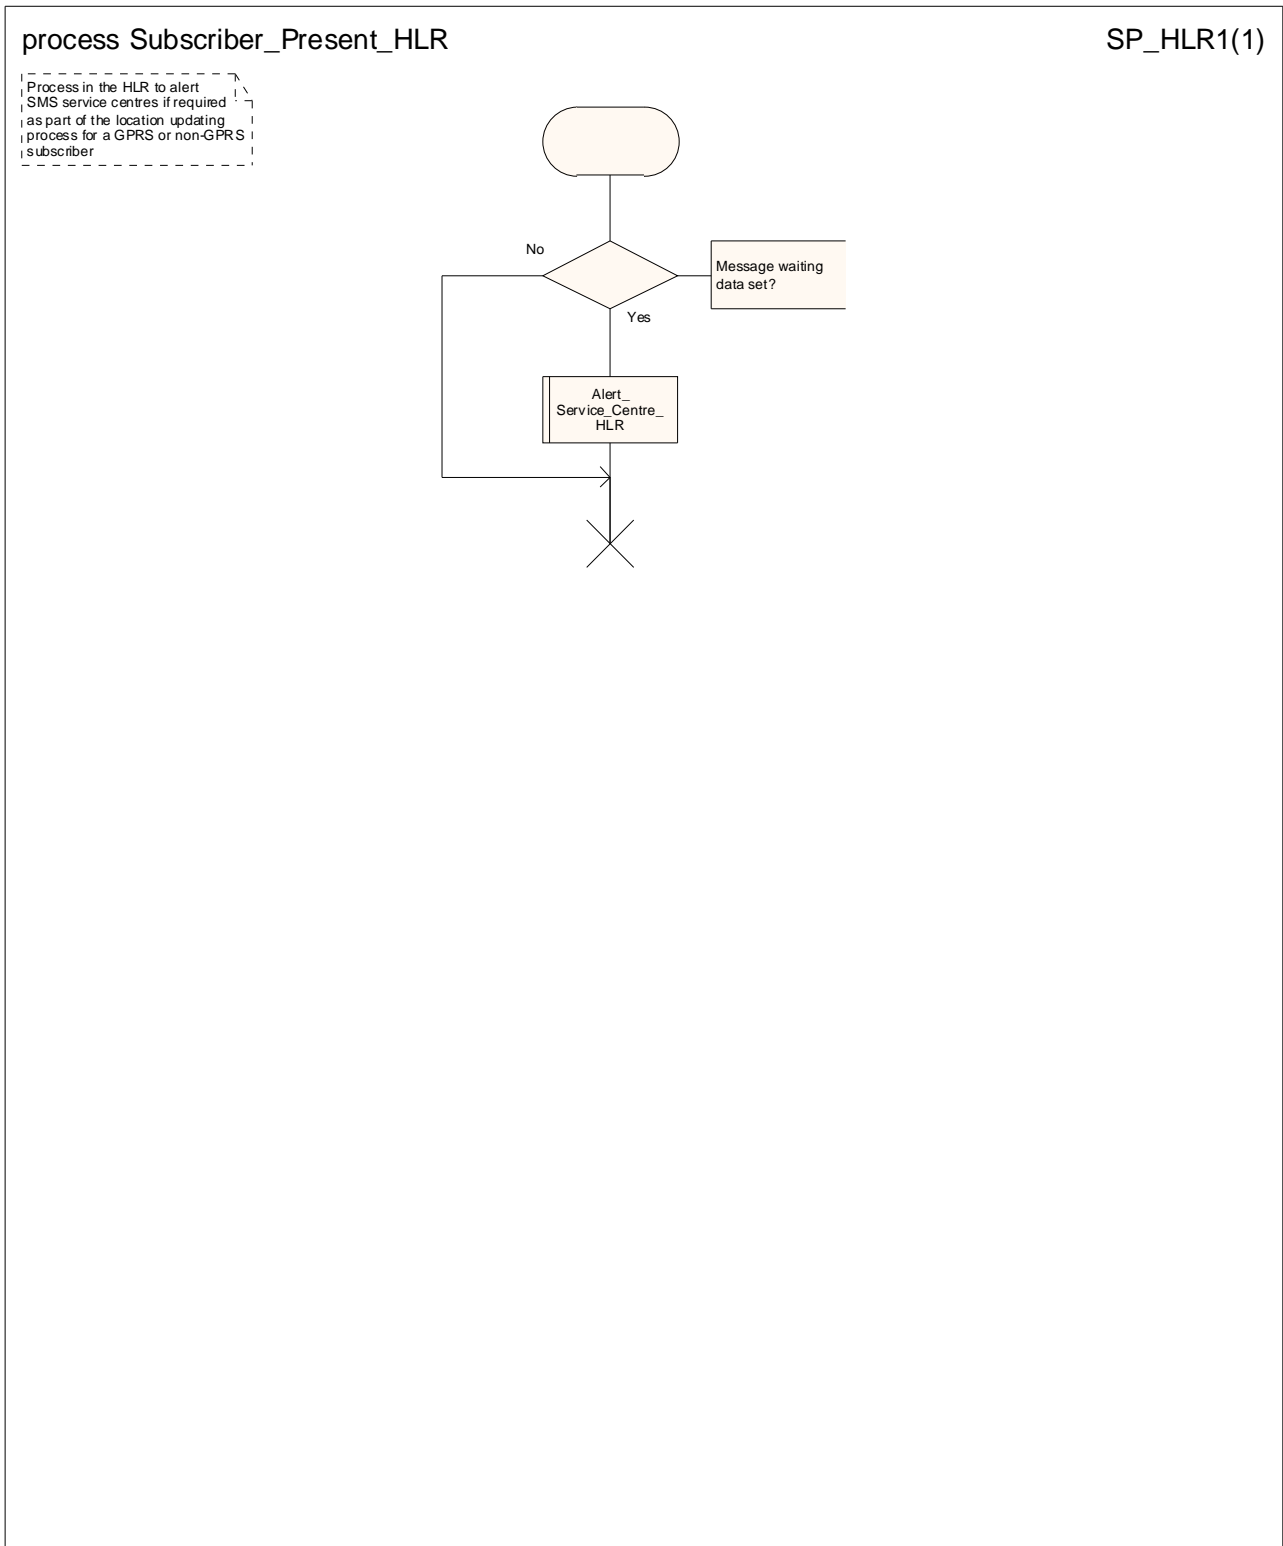 process Subscriber_Present_HLR
SP_HLR1(1)
Process in the HLR to alert
SMS service centres if required
as part of the location updating
process for a GPRS or non-GPRS
subscriber
No
Message waiting
data set?
Yes
Alert_
Service_Centre_
HLR